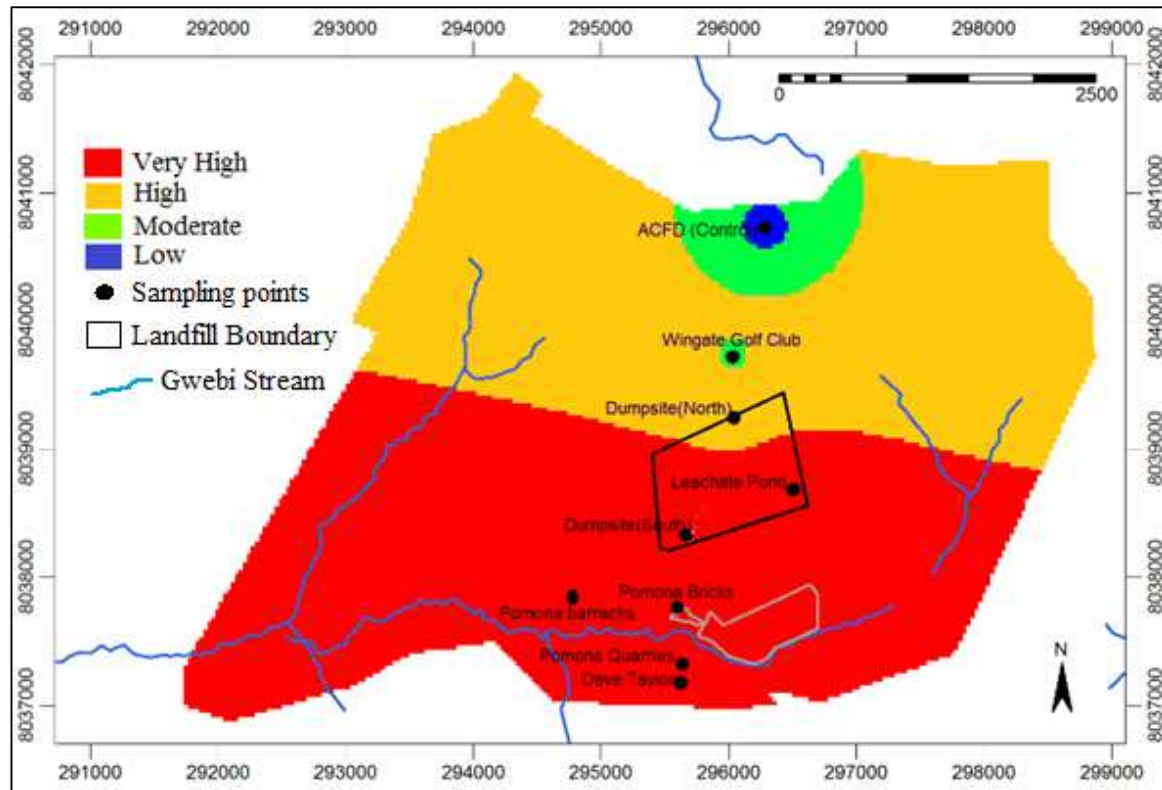 291000 292000 293000 294000 295000 296000 297000 298000 299000
8042000
8041000
8040000
8039000
8038000
8037000
0 2500
Very High
High
Moderate
Low
Sampling points
Landfill Boundary
Gwebi Stream
ACFD (Contro
Wingate Golf Club
Dumpsite(North)
Leachate Pond
Dumpsite(South)
Pomona Bricks
Pomona barracks
Pomona Quarries
Dave Taylor
N
8042000
8041000
8040000
8039000
8038000
8037000
291000 292000 293000 294000 295000 296000 297000 298000 299000